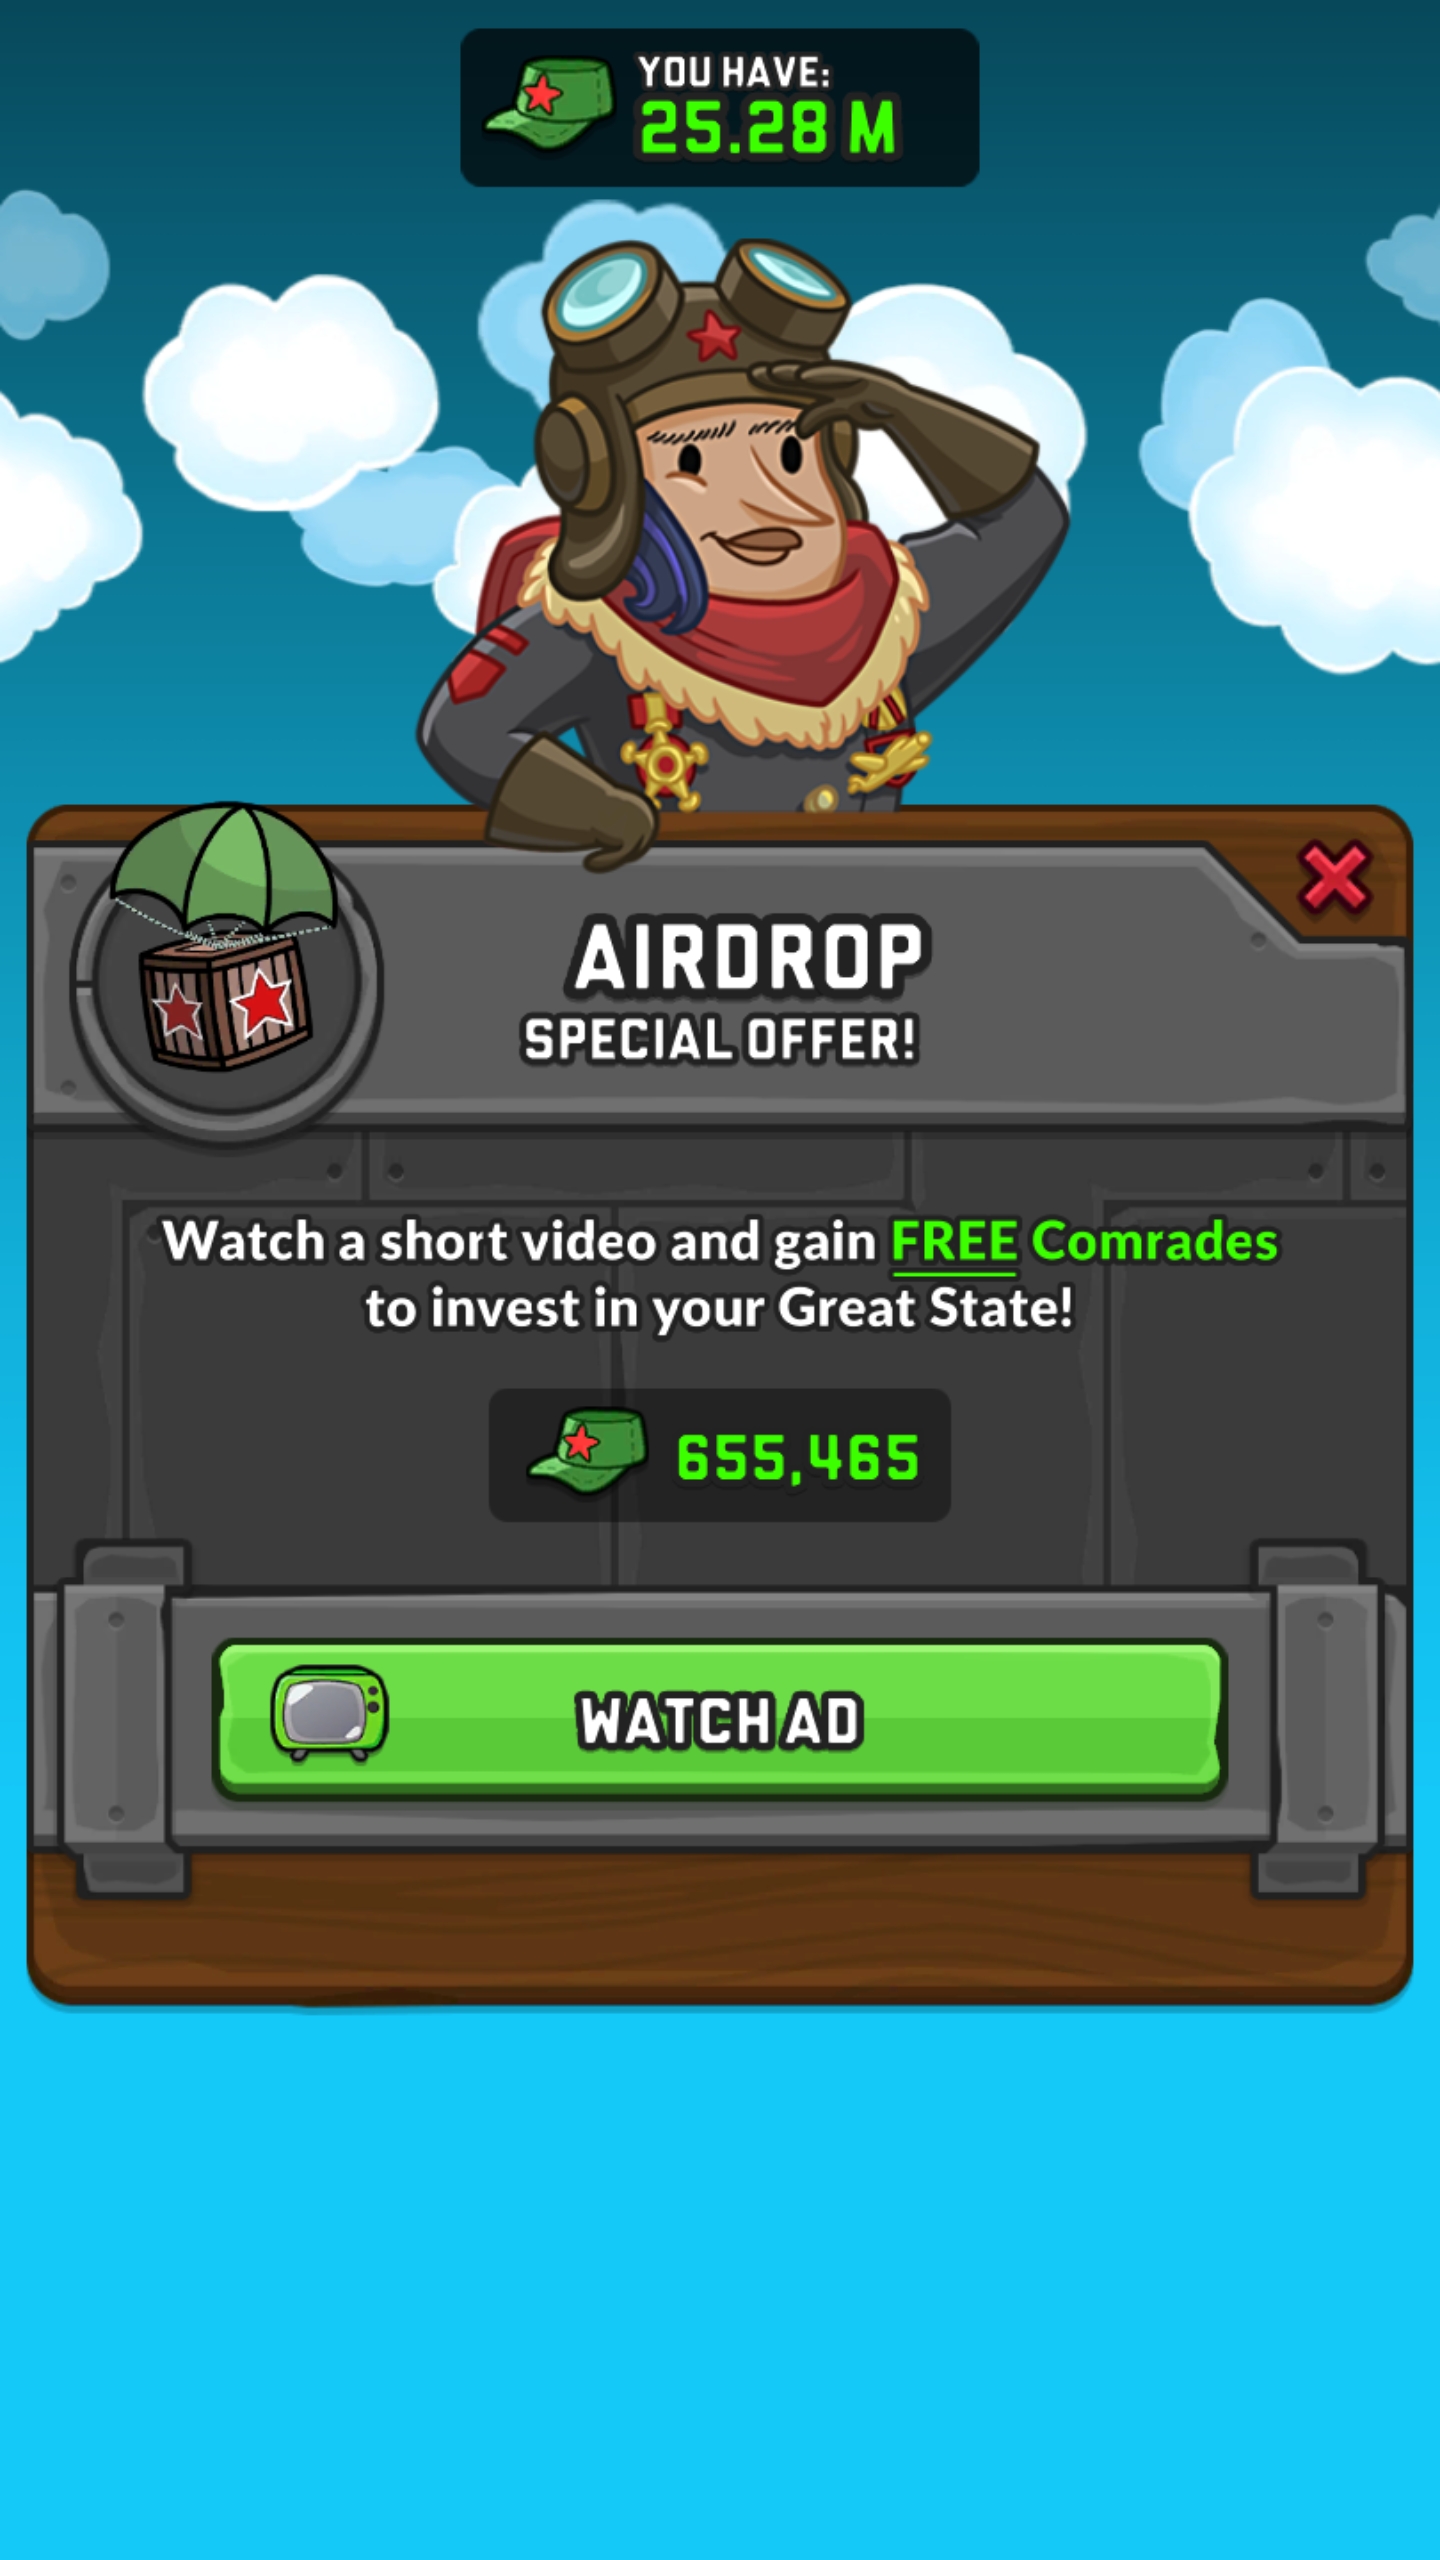 YOU HAVE:
25.28 M
AIRDROP
SPECIAL OFFER!
Watch a short video and gain FREE Comrades
to invest in your Great State!
655,465
WATCH AD